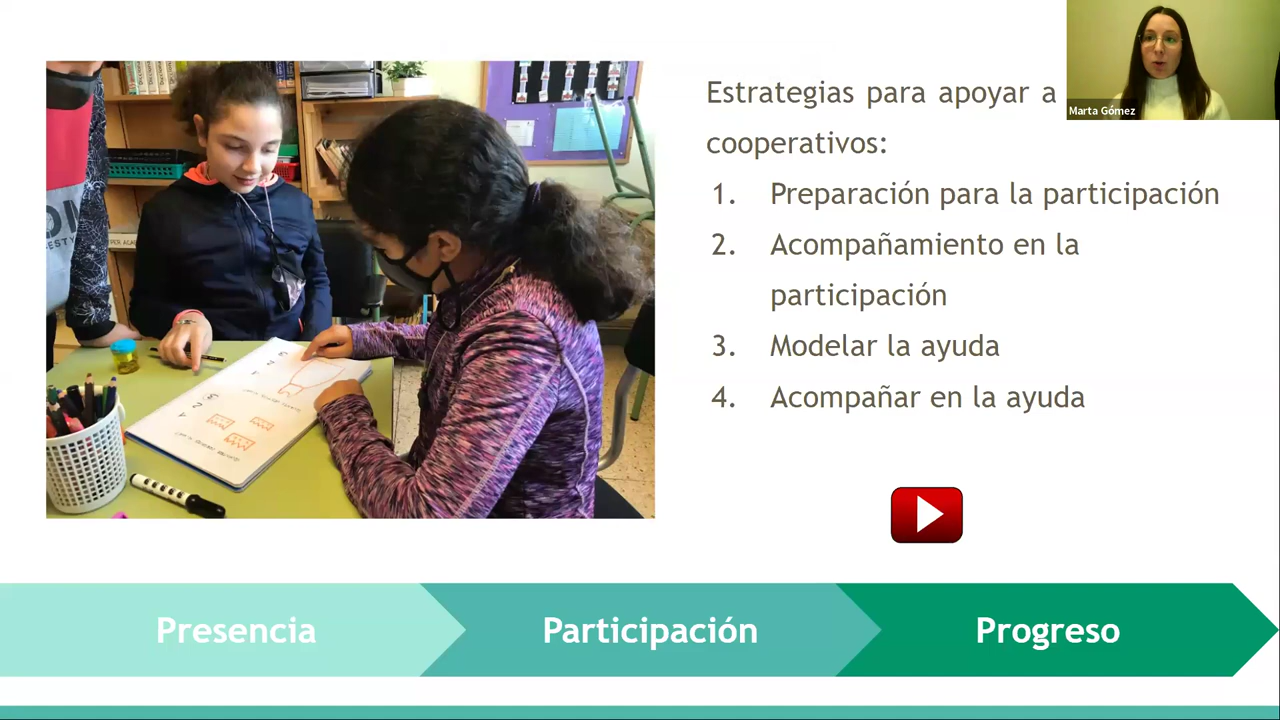 Estrategias para apoyar a
cooperativos:
1. Preparación para la participación
2. Acompañamiento en la
participación
3. Modelar la ayuda
4. Acompañar en la ayuda
Marta Gómez
Presencia
Participación
Progreso